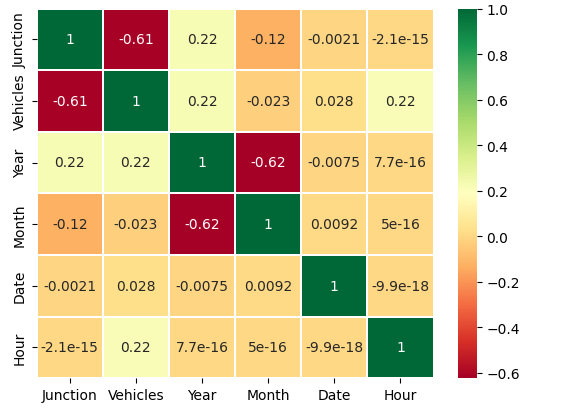 1.0
Junction 1 -0.61 0.22 -0.12 -0.0021 -2.1e-15
0.8
Vehicles -0.61 1 0.22 -0.023 0.028 0.22
0.6
0.4
Year 0.22 0.22 1 -0.62 -0.0075 7.7e-16
0.2
Month -0.12 -0.023 -0.62 1 0.0092 5e-16
0.0
−0.2
Date -0.0021 0.028 -0.0075 0.0092 1 -9.9e-18
−0.4
Hour -2.1e-15 0.22 7.7e-16 5e-16 -9.9e-18 1
−0.6
Junction Vehicles Year Month Date Hour